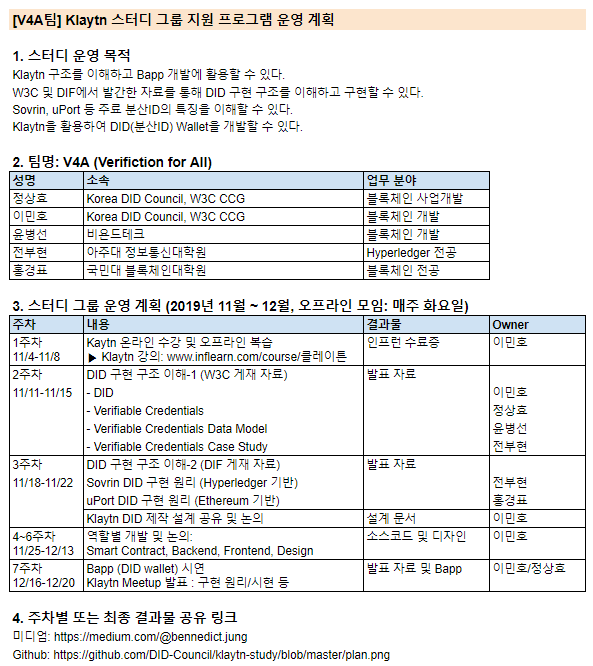 [V4A팀] Klaytn 스터디 그룹 지원 프로그램 운영 계획
1. 스터디 운영 목적
Klaytn 구조를 이해하고 Bapp 개발에 활용할 수 있다.
W3C 및 DIF에서 발간한 자료를 통해 DID 구현 구조를 이해하고 구현할 수 있다.
Sovrin, uPort 등 주료 분산ID의 특징을 이해할 수 있다.
Klaytn을 활용하여 DID(분산ID) Wallet을 개발할 수 있다.
2. 팀명: V4A (Verifiction for All)
성명 소속 업무 분야
정상효 Korea DID Council, W3C CCG 블록체인 사업개발
이민호 Korea DID Council, W3C CCG 블록체인 개발
윤병선 비욘드테크 블록체인 개발
전부현 아주대 정보통신대학원 Hyperledger 전공
홍경표 국민대 블록체인대학원 블록체인 전공
3. 스터디 그룹 운영 계획 (2019년 11월 ~ 12월, 오프라인 모임: 매주 화요일)
주차 내용 결과물 Owner
1주차 Kaytn 온라인 수강 및 오프라인 복습 인프런 수료증 이민호
11/4-11/8 ▶ Klaytn 강의: www.inflearn.com/course/클레이튼
2주차 DID 구현 구조 이해-1 (W3C 게재 자료) 발표 자료
11/11-11/15 - DID 이민호
- Verifiable Credentials 정상효
- Verifiable Credentials Data Model 윤병선
- Verifiable Credentials Case Study 전부현
3주차 DID 구현 구조 이해-2 (DIF 게재 자료) 발표 자료
11/18-11/22 Sovrin DID 구현 원리 (Hyperledger 기반) 전부현
uPort DID 구현 원리 (Ethereum 기반) 홍경표
Klaytn DID 제작 설계 공유 및 논의 설계 문서 이민호
4~6주차 역할별 개발 및 논의: 소스코드 및 디자인 이민호
11/25-12/13 Smart Contract, Backend, Frontend, Design
7주차 Bapp (DID wallet) 시연 발표 자료 및 Bapp 이민호/정상효
12/16-12/20 Klaytn Meetup 발표 : 구현 원리/시현 등
4. 주차별 또는 최종 결과물 공유 링크
미디엄: https://medium.com/@bennedict.jung
Github: https://github.com/DID-Council/klaytn-study/blob/master/plan.png